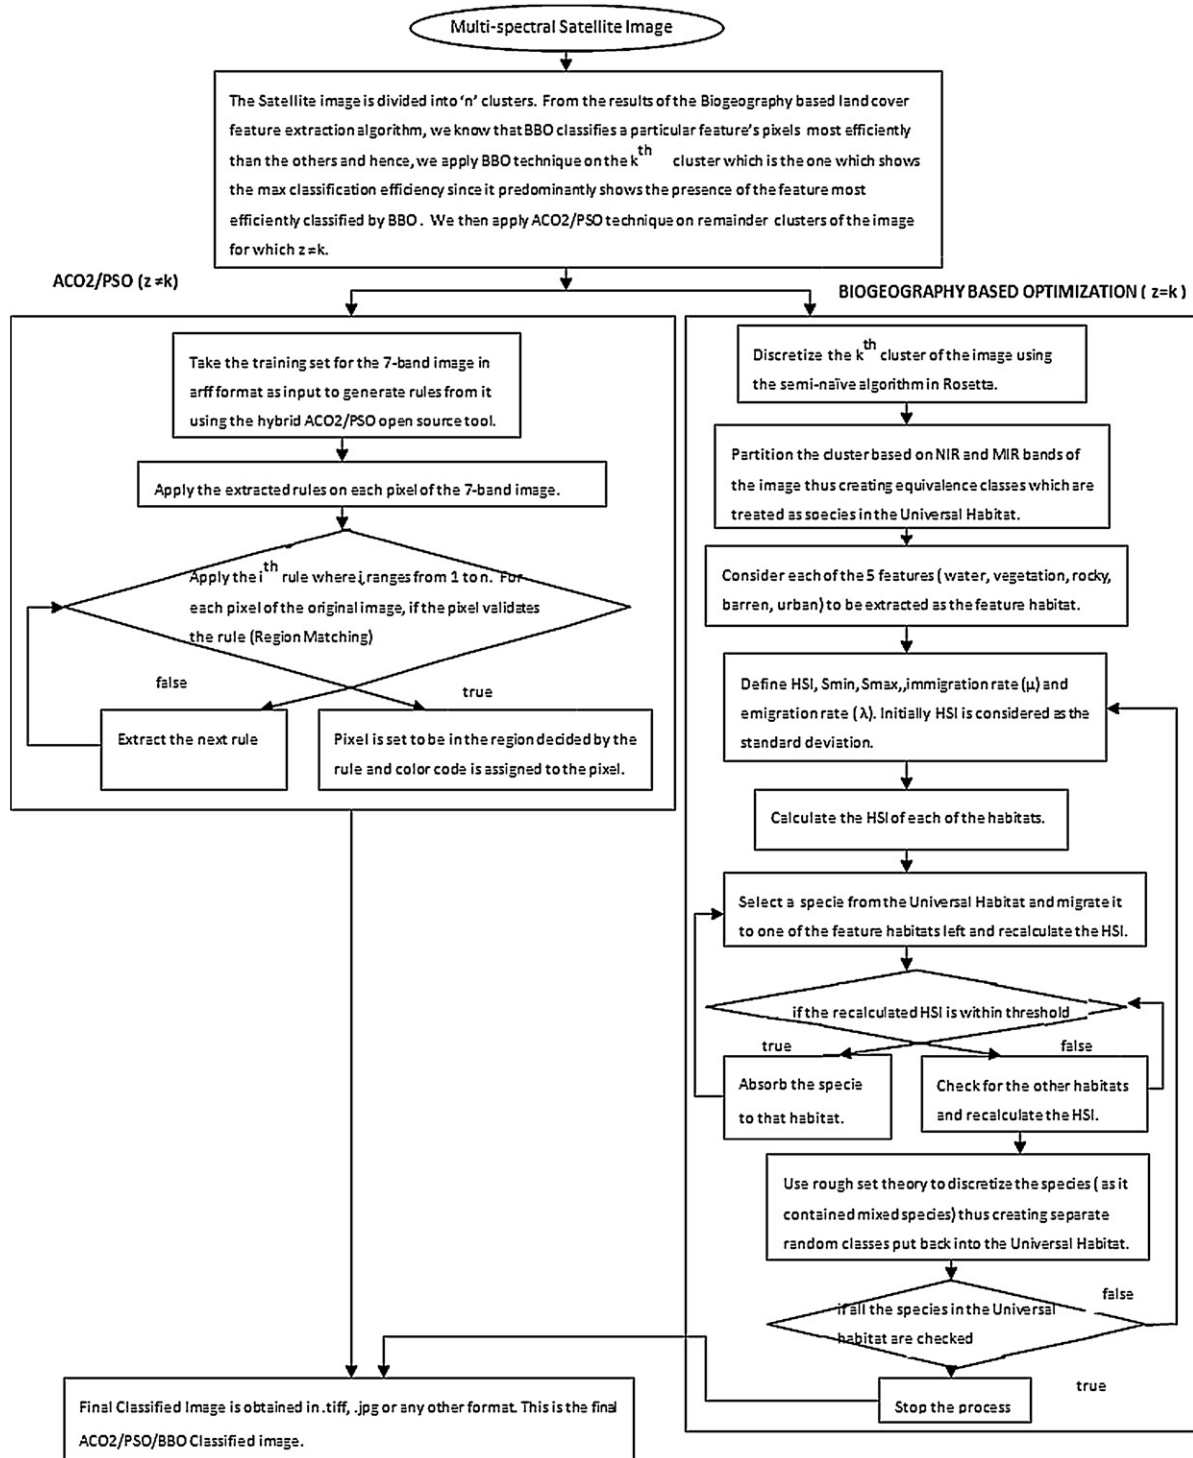 Multi-spectral Satellite Image
The Satellite image is divided into 'n' clusters. From the results of the Biogeography based land cover
feature extraction algorithm, we know that BBO classifies a particular feature's pixels most efficiently
than the others and hence, we apply BBO technique on the kth cluster which is the one which shows
the max classification efficiency since it predominantly shows the presence of the feature most
efficiently classified by BBO. We then apply ACO2/PSO technique on remainder clusters of the image
for which z≠k.
ACO2/PSO (z ≠k)
Take the training set for the 7-band image in
arff format as input to generate rules from it
using the hybrid ACO2/PSO open source tool.
Apply the extracted rules on each pixel of the 7-band image.
Apply the ith rule where i, ranges from 1 to n. For
each pixel of the original image, if the pixel validates
the rule (Region Matching)
false
true
Extract the next rule
Pixel is set to be in the region decided by the
rule and color code is assigned to the pixel.
BIOGEOGRAPHY BASED OPTIMIZATION ( z=k )
Discretize the kth cluster of the image using
the semi-naïve algorithm in Rosetta.
Partition the cluster based on NIR and MIR bands
of the image thus creating equivalence classes which are
treated as species in the Universal Habitat.
Consider each of the 5 features ( water, vegetation, rocky,
barren, urban) to be extracted as the feature habitat.
Define HSI, Smin, Smax,,immigration rate (μ) and
emigration rate (λ). Initially HSI is considered as the
standard deviation.
Calculate the HSI of each of the habitats.
Select a specie from the Universal Habitat and migrate it
to one of the feature habitats left and recalculate the HSI.
if the recalculated HSI is within threshold
true
false
Absorb the specie
to that habitat.
Check for the other habitats
and recalculate the HSI.
Use rough set theory to discretize the species ( as it
contained mixed species) thus creating separate
random classes put back into the Universal Habitat.
false
if all the species in the Universal
habitat are checked
true
Stop the process
Final Classified Image is obtained in .tiff, .jpg or any other format. This is the final
ACO2/PSO/BBO Classified image.